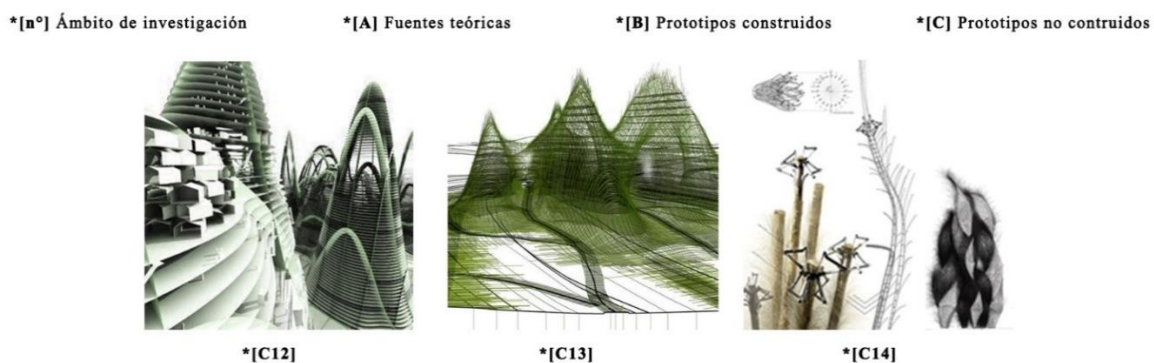 *[n°] Ámbito de investigación *[A] Fuentes teóricas *[B] Prototipos construidos *[C] Prototipos no contruidos
*[C12] *[C13] *[C14]